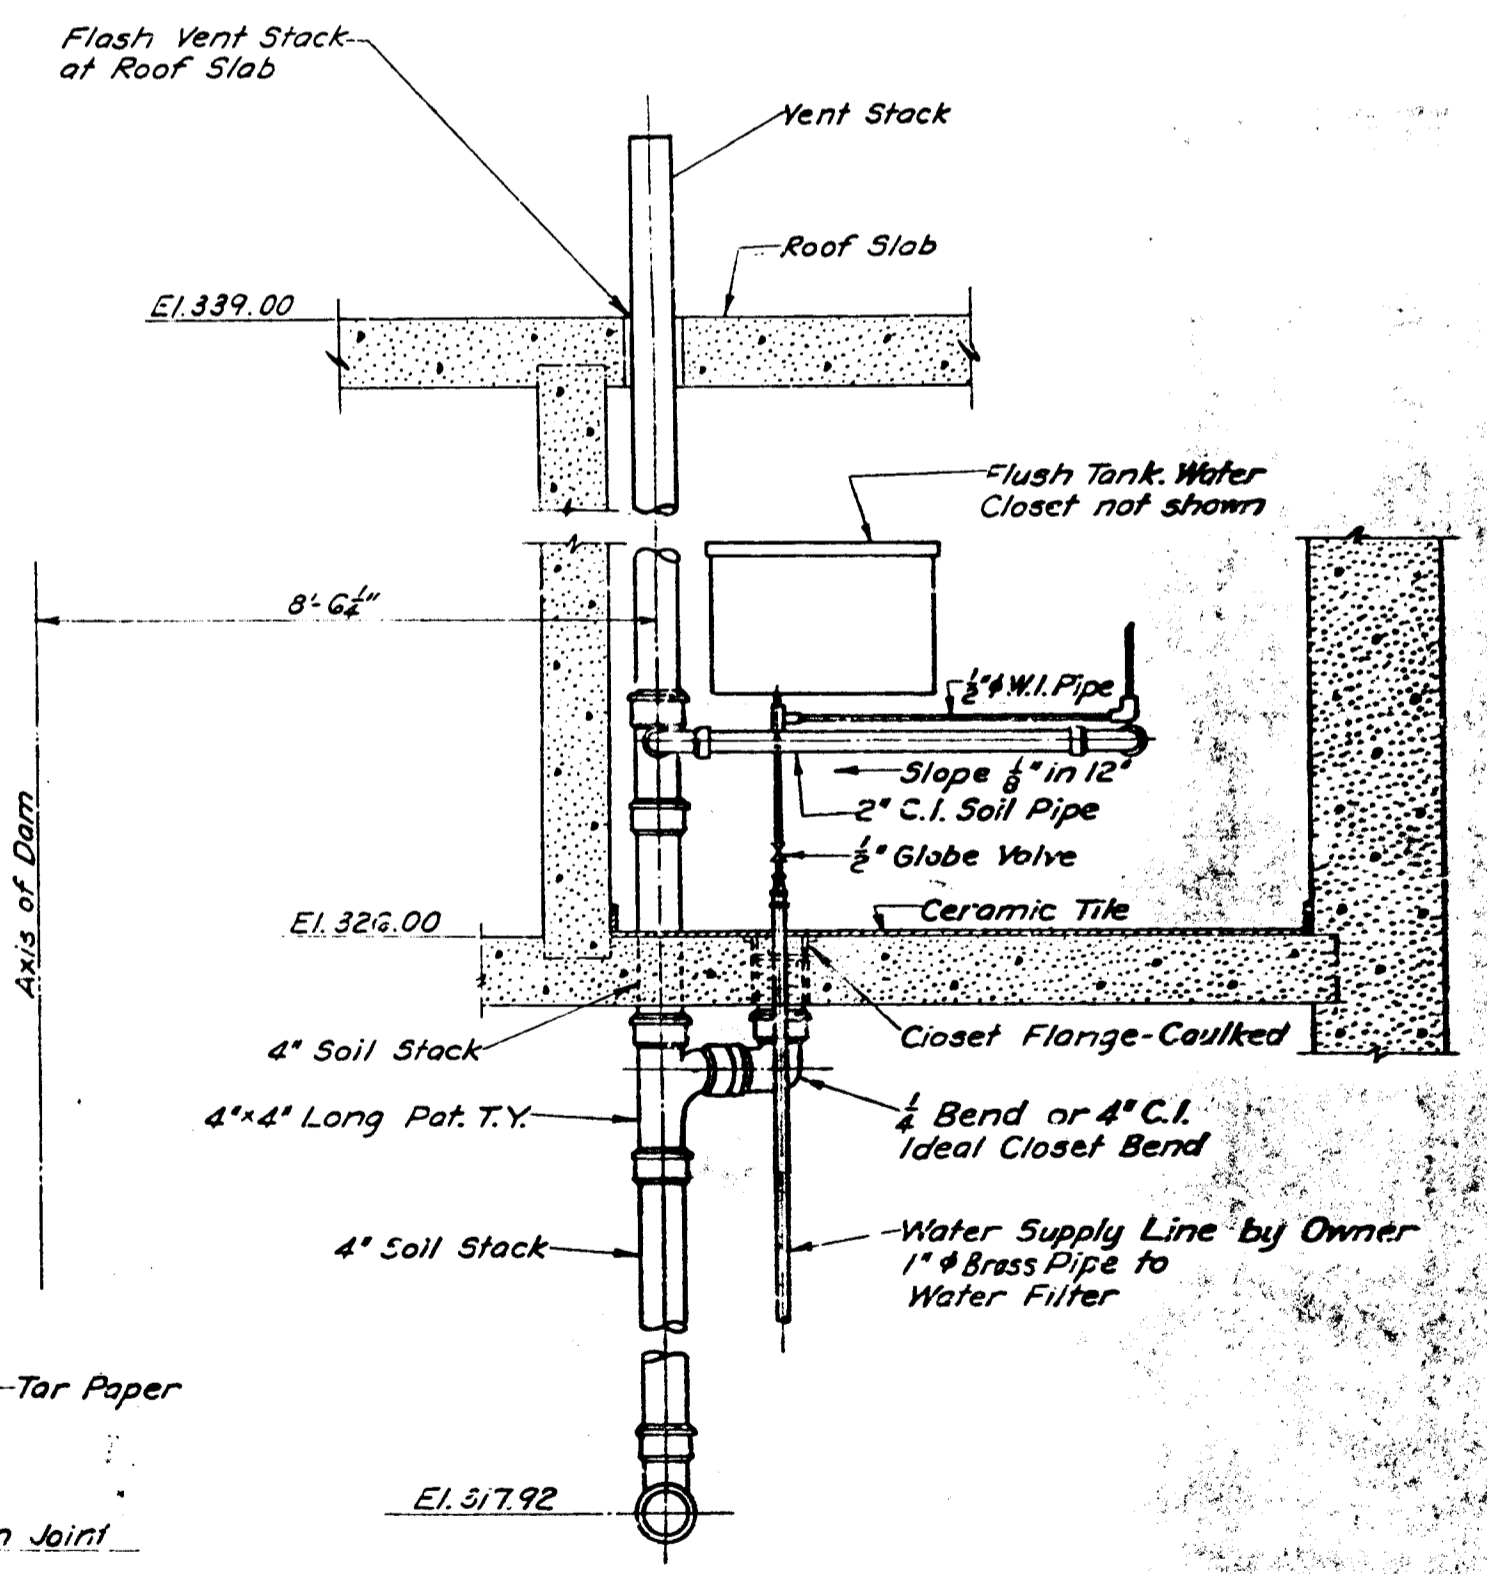 Flash Vent Stack
at Roof Slab
Vent Stack
Roof Slab
El. 339.00
Flush Tank. Water
Closet not shown
8'-6¼"
½"ϕ W.I. Pipe
Slope ⅛" in 12"
2" C.I. Soil Pipe
½" Globe Valve
Axis of Dam
Ceramic Tile
El. 326.00
4" Soil Stack
Closet Flange-Caulked
4"x4" Long Pat. T.Y.
¼ Bend or 4" C.I.
Ideal Closet Bend
4" Soil Stack
Water Supply Line by Owner
1" ϕ Brass Pipe to
Water Filter
Tar Paper
El. 317.92
n Joint